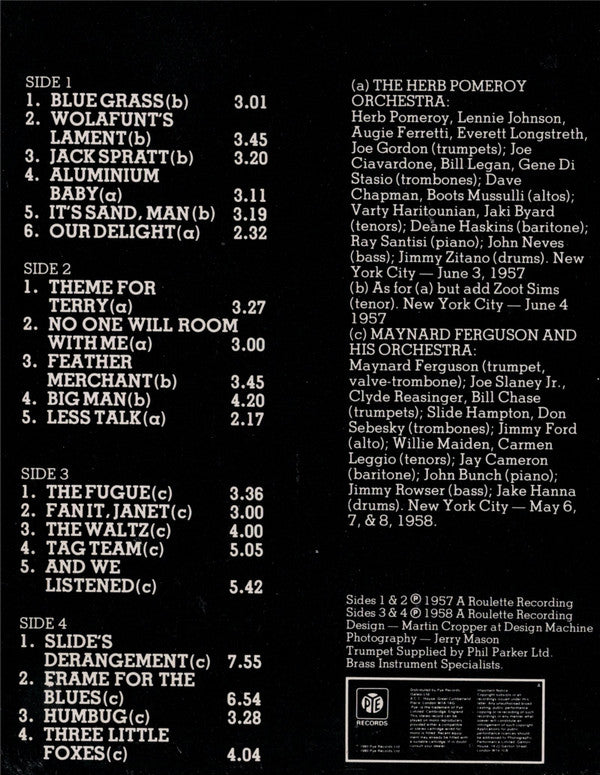 SIDE 1
1. BLUE GRASS(b) 3.01
2. WOLAFUNT'S
LAMENT(b) 3.45
3. JACK SPRATT(b) 3.20
4. ALUMINIUM
BABY(a) 3.11
5. IT'S SAND, MAN(b) 3.19
6. OUR DELIGHT(a) 2.32
SIDE 2
1. THEME FOR
TERRY(a) 3.27
2. NO ONE WILL ROOM
WITH ME(a) 3.00
3. FEATHER
MERCHANT(b) 3.45
4. BIG MAN(b) 4.20
5. LESS TALK(a) 2.17
SIDE 3
1. THE FUGUE(c) 3.36
2. FAN IT, JANET(c) 3.00
3. THE WALTZ(c) 4.00
4. TAG TEAM(c) 5.05
5. AND WE
LISTENED(c) 5.42
SIDE 4
1. SLIDE'S
DERANGEMENT(c) 7.55
2. FRAME FOR THE
BLUES(c) 6.54
3. HUMBUG(c) 3.28
4. THREE LITTLE
FOXES(c) 4.04
(a) THE HERB POMEROY
ORCHESTRA:
Herb Pomeroy, Lennie Johnson,
Augie Ferretti, Everett Longstreth,
Joe Gordon (trumpets); Joe
Ciavardone, Bill Legan, Gene Di
Stasio (trombones); Dave
Chapman, Boots Mussulli (altos);
Varty Haritounian, Jaki Byard
(tenors); Deane Haskins (baritone);
Ray Santisi (piano); John Neves
(bass); Jimmy Zitano (drums). New
York City — June 3, 1957
(b) As for (a) but add Zoot Sims
(tenor). New York City — June 4
1957
(c) MAYNARD FERGUSON AND
HIS ORCHESTRA:
Maynard Ferguson (trumpet,
valve-trombone); Joe Slaney Jr.,
Clyde Reasinger, Bill Chase
(trumpets); Slide Hampton, Don
Sebesky (trombones); Jimmy Ford
(alto); Willie Maiden, Carmen
Leggio (tenors); Jay Cameron
(baritone); John Bunch (piano);
Jimmy Rowser (bass); Jake Hanna
(drums). New York City — May 6,
7, & 8, 1958.
Sides 1 & 2 ℗ 1957 A Roulette Recording
Sides 3 & 4 ℗ 1958 A Roulette Recording
Design — Martin Cropper at Design Machine
Photography — Jerry Mason
Trumpet Supplied by Phil Parker Ltd.
Brass Instrument Specialists.
PYE
RECORDS
Distributed by Pye Records
Important Notice